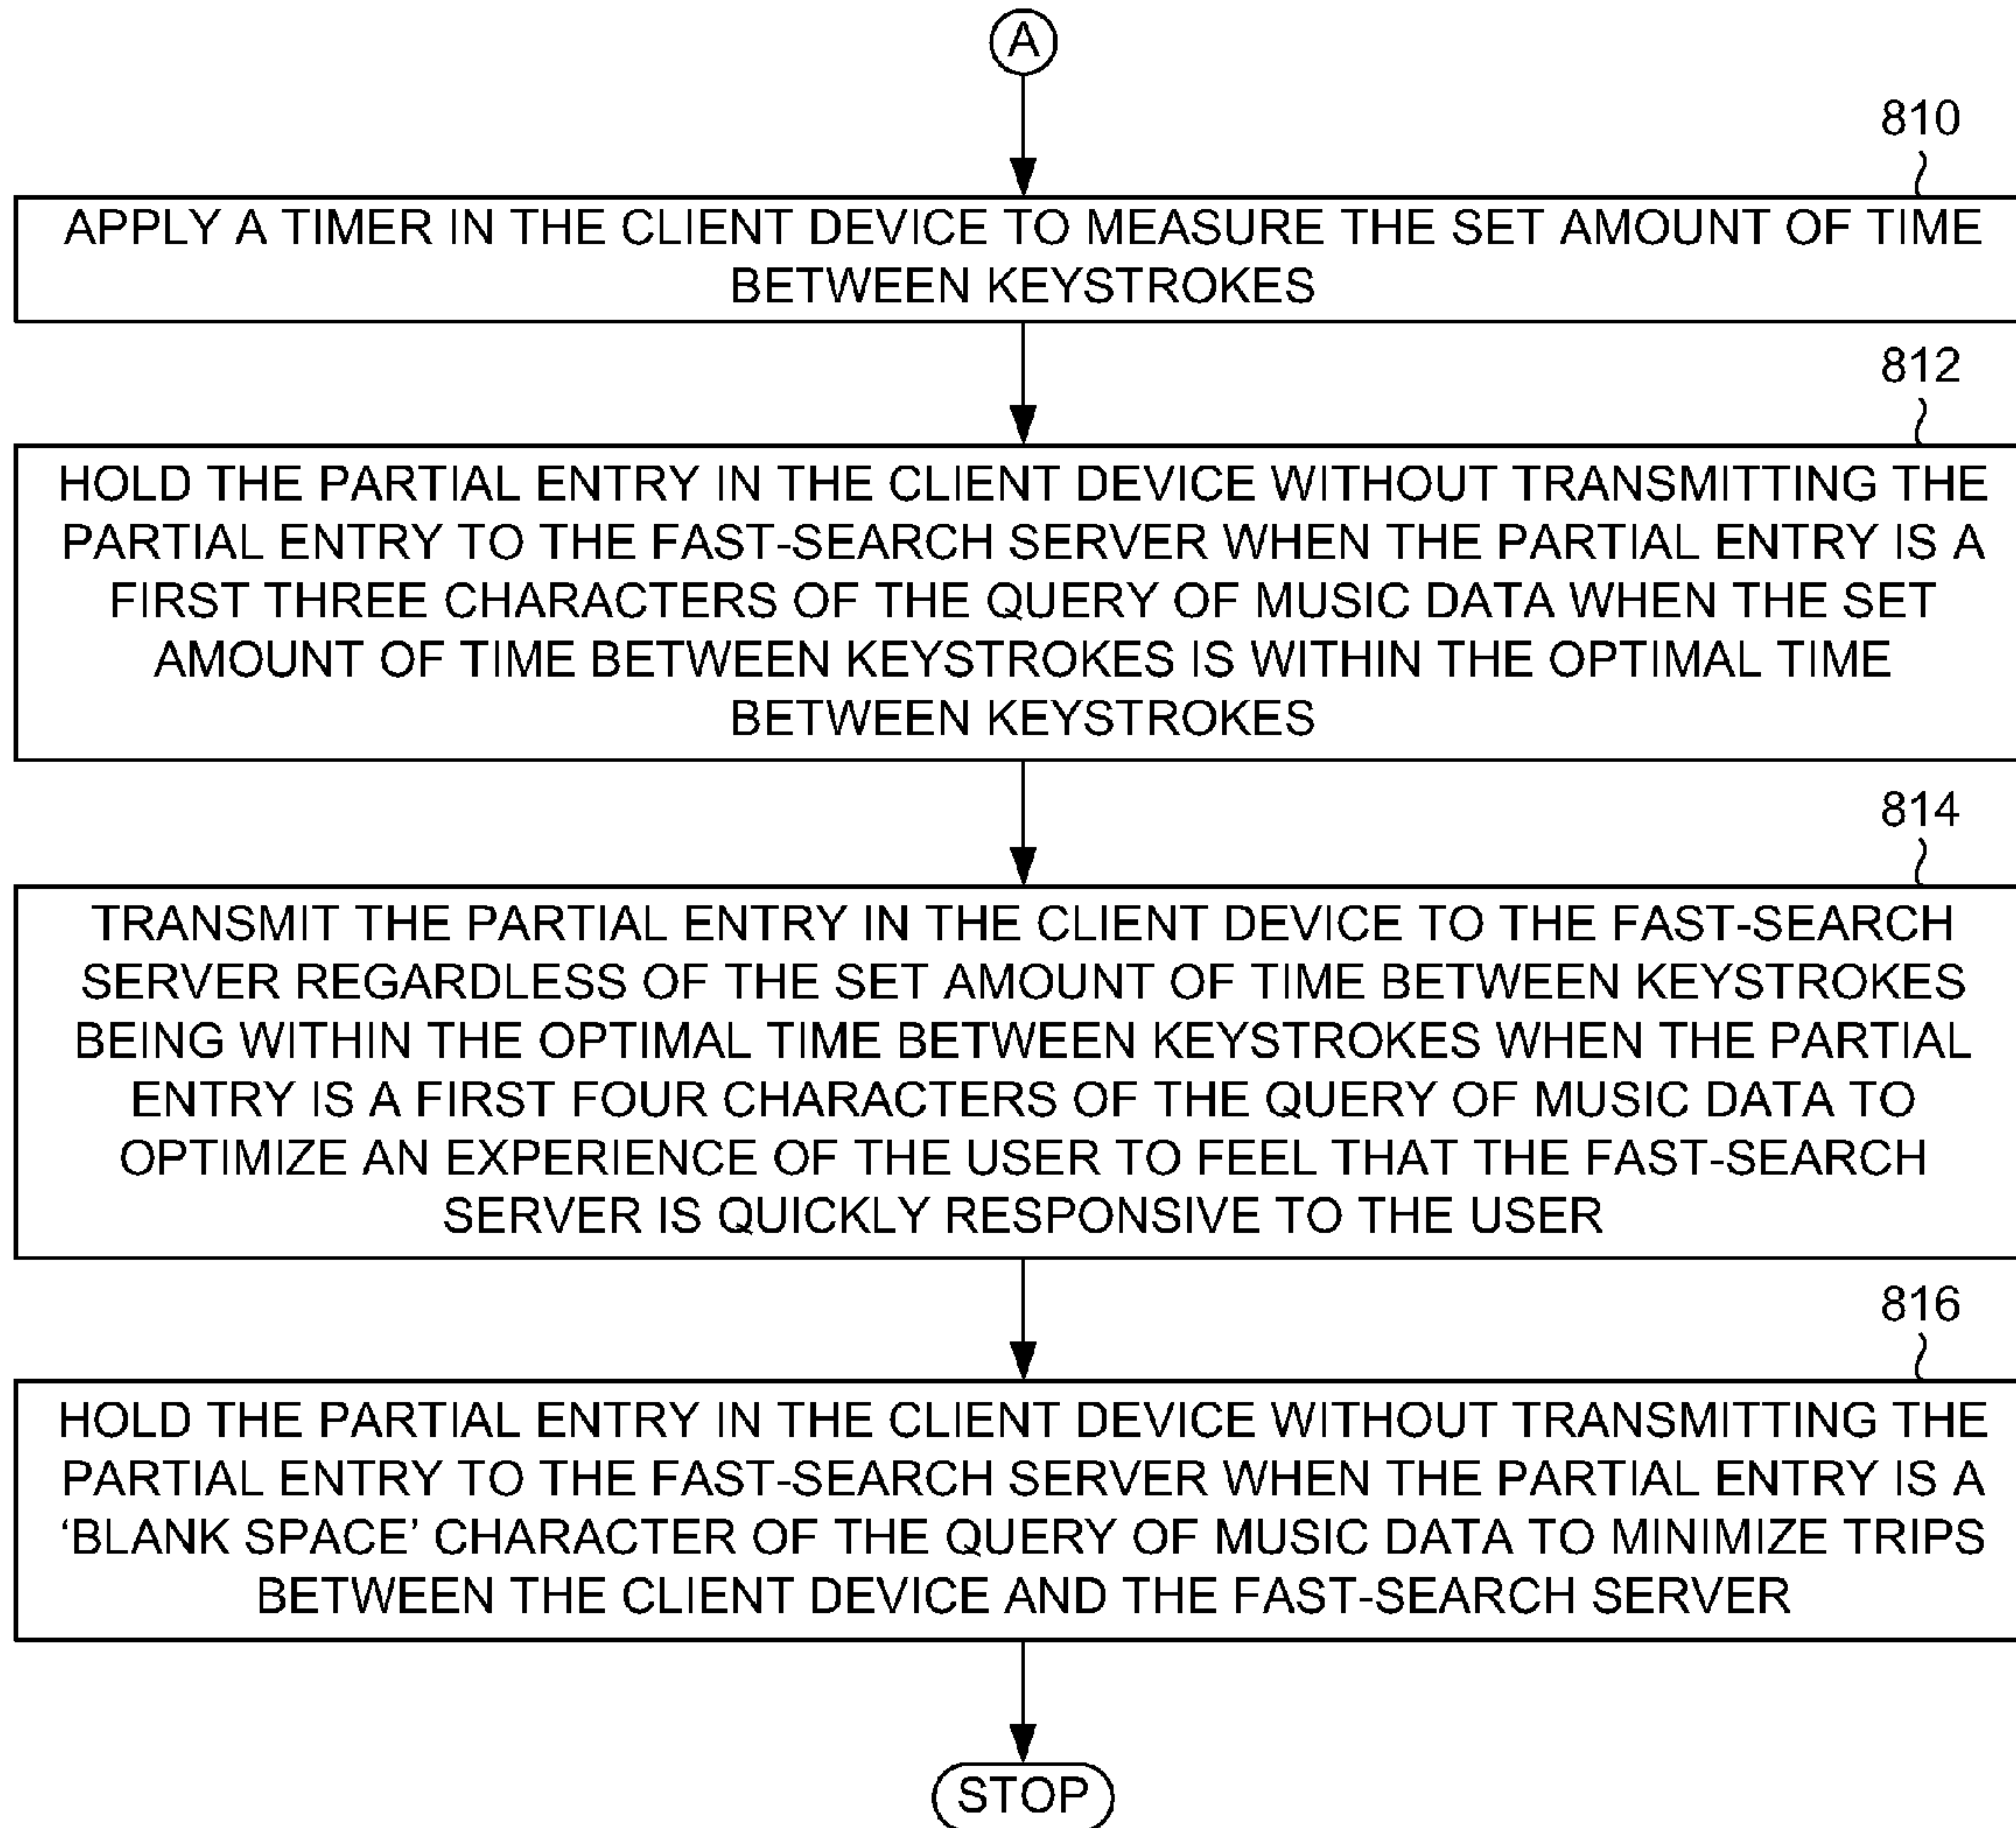 A
810
APPLY A TIMER IN THE CLIENT DEVICE TO MEASURE THE SET AMOUNT OF TIME
BETWEEN KEYSTROKES
812
HOLD THE PARTIAL ENTRY IN THE CLIENT DEVICE WITHOUT TRANSMITTING THE
PARTIAL ENTRY TO THE FAST-SEARCH SERVER WHEN THE PARTIAL ENTRY IS A
FIRST THREE CHARACTERS OF THE QUERY OF MUSIC DATA WHEN THE SET
AMOUNT OF TIME BETWEEN KEYSTROKES IS WITHIN THE OPTIMAL TIME
BETWEEN KEYSTROKES
814
TRANSMIT THE PARTIAL ENTRY IN THE CLIENT DEVICE TO THE FAST-SEARCH
SERVER REGARDLESS OF THE SET AMOUNT OF TIME BETWEEN KEYSTROKES
BEING WITHIN THE OPTIMAL TIME BETWEEN KEYSTROKES WHEN THE PARTIAL
ENTRY IS A FIRST FOUR CHARACTERS OF THE QUERY OF MUSIC DATA TO
OPTIMIZE AN EXPERIENCE OF THE USER TO FEEL THAT THE FAST-SEARCH
SERVER IS QUICKLY RESPONSIVE TO THE USER
816
HOLD THE PARTIAL ENTRY IN THE CLIENT DEVICE WITHOUT TRANSMITTING THE
PARTIAL ENTRY TO THE FAST-SEARCH SERVER WHEN THE PARTIAL ENTRY IS A
‘BLANK SPACE’ CHARACTER OF THE QUERY OF MUSIC DATA TO MINIMIZE TRIPS
BETWEEN THE CLIENT DEVICE AND THE FAST-SEARCH SERVER
STOP